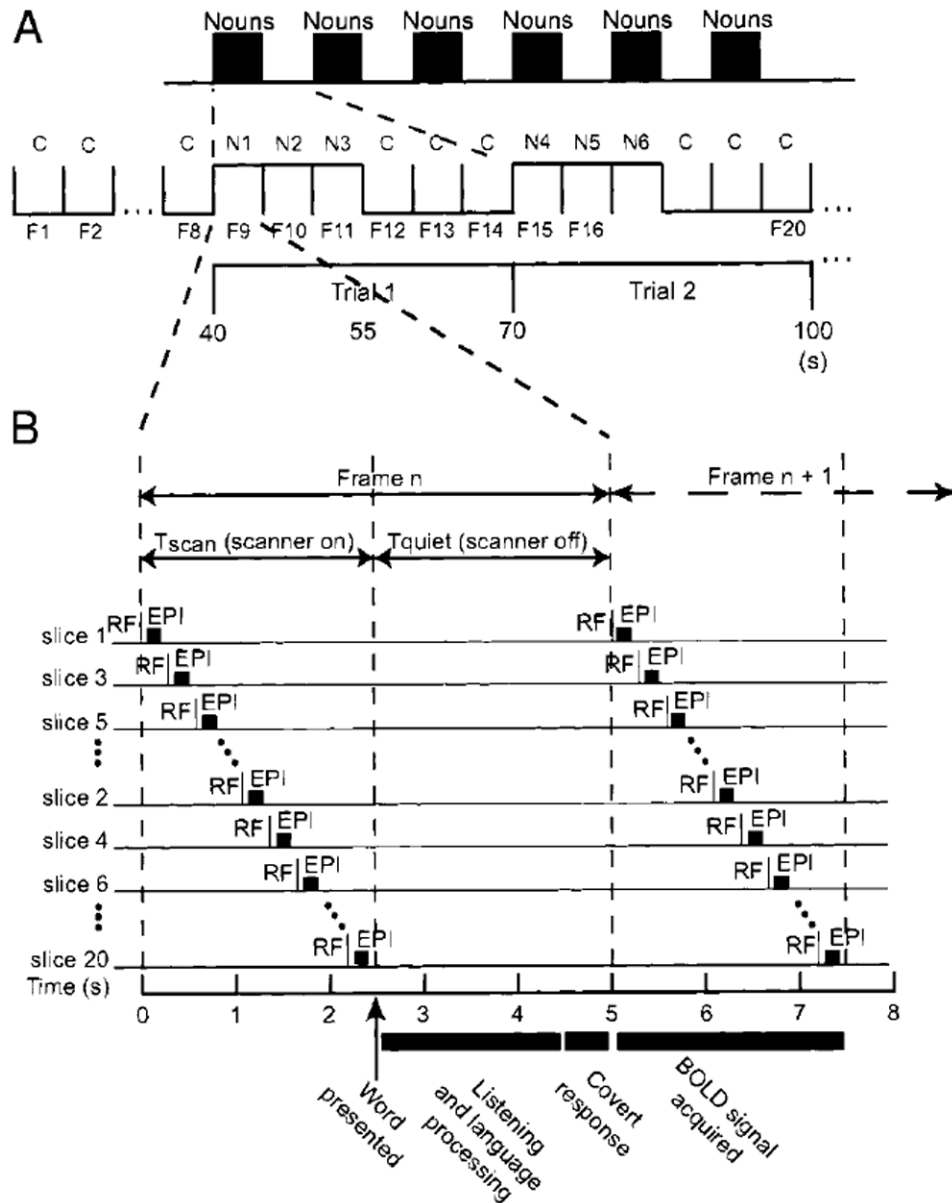 A
Nouns Nouns Nouns Nouns Nouns Nouns
C C C N1 N2 N3 C C C N4 N5 N6 C C C
F1 F2 F8 F9 F10 F11 F12 F13 F14 F15 F16 F20
Trial 1 Trial 2
40 55 70 100
(s)
B
Frame n Frame n + 1
Tscan (scanner on) Tquiet (scanner off)
slice 1 RF EPI RF EPI
slice 3 RF EPI RF EPI
slice 5 RF EPI RF EPI
slice 2 RF EPI RF EPI
slice 4 RF EPI RF EPI
slice 6 RF EPI RF EPI
slice 20 RF EPI RF EPI
Time (s)
0 1 2 3 4 5 6 7 8
Word
presented
Listening
and language
processing
Covert
response
BOLD signal
acquired